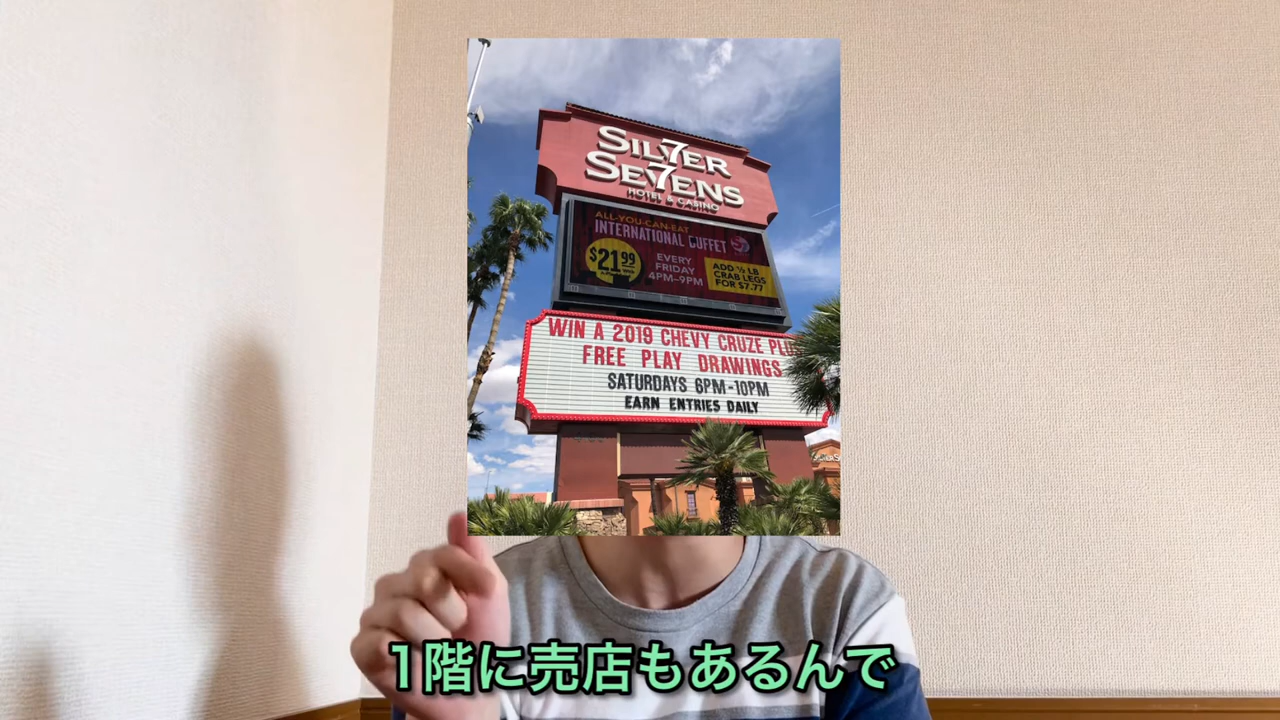 SILVER
SEVENS
HOTEL & CASINO
ALL-YOU-CAN-EAT
INTERNATIONAL BUFFET
$21.99
EVERY
FRIDAY
4PM-9PM
ADD ½ LB
CRAB LEGS
FOR $7.77
WIN A 2019 CHEVY CRUZE PLUS
FREE PLAY DRAWINGS
SATURDAYS 6PM-10PM
EARN ENTRIES DAILY
1階に売店もあるんで